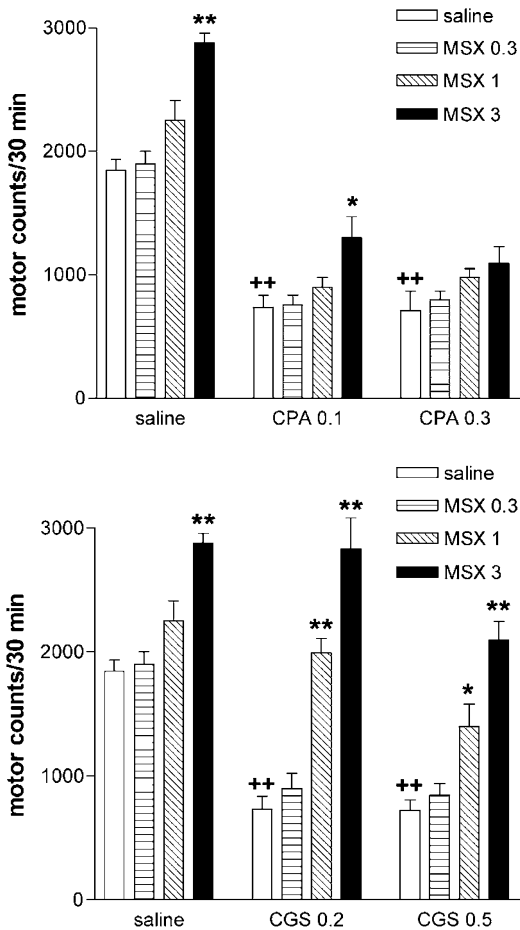 3000
2000
1000
0
motor counts/30 min
saline
MSX 0.3
MSX 1
MSX 3
**
++
*
++
saline
CPA 0.1
CPA 0.3
3000
2000
1000
0
motor counts/30 min
saline
MSX 0.3
MSX 1
MSX 3
**
++
**
**
++
*
**
saline
CGS 0.2
CGS 0.5